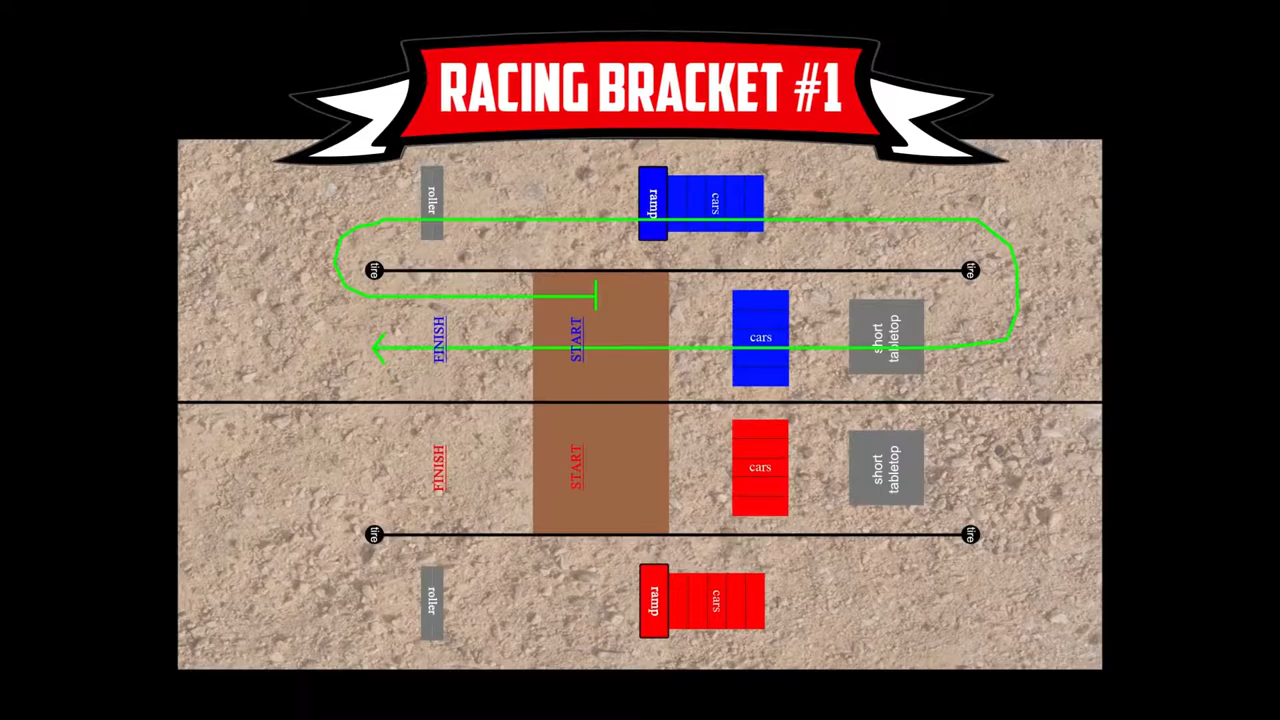 RACING BRACKET #1
roller
ramp
cars
tire
tire
FINISH
START
cars
short
tabletop
FINISH
START
cars
short
tabletop
tire
tire
roller
ramp
cars